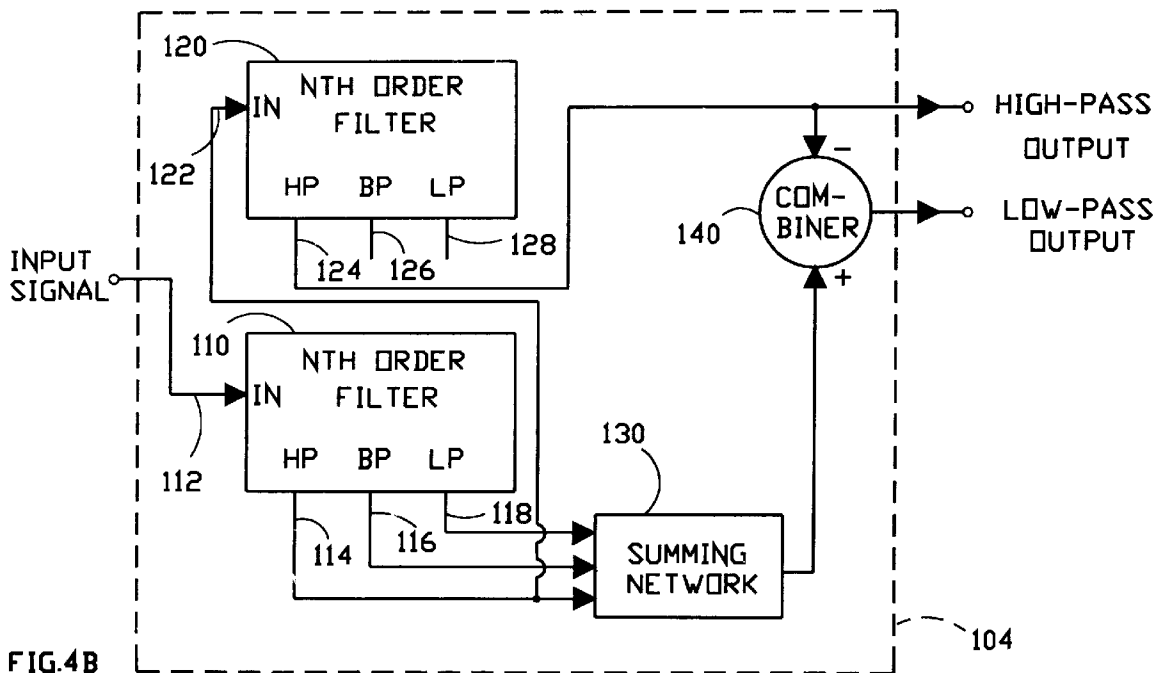 120
NTH ORDER
FILTER
IN
122
HP BP LP
124
126
128
HIGH-PASS
OUTPUT
-
COM-
BINER
140
+
LOW-PASS
OUTPUT
INPUT
SIGNAL
110
NTH ORDER
FILTER
IN
112
HP BP LP
114
116
118
130
SUMMING
NETWORK
104
FIG.4B